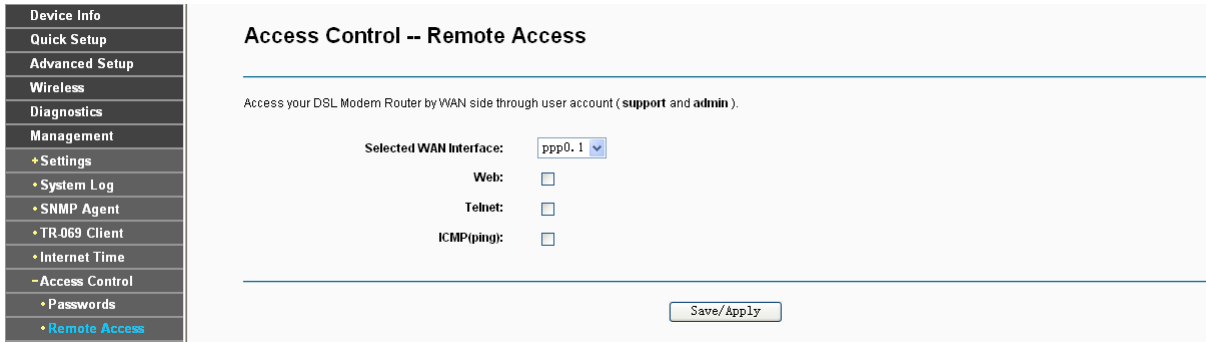 Device Info
Quick Setup
Advanced Setup
Wireless
Diagnostics
Management
+Settings
•System Log
•SNMP Agent
•TR-069 Client
•Internet Time
−Access Control
•Passwords
•Remote Access
Access Control -- Remote Access
Access your DSL Modem Router by WAN side through user account ( support and admin ).
Selected WAN Interface: ppp0.1
Web:
Telnet:
ICMP(ping):
Save/Apply